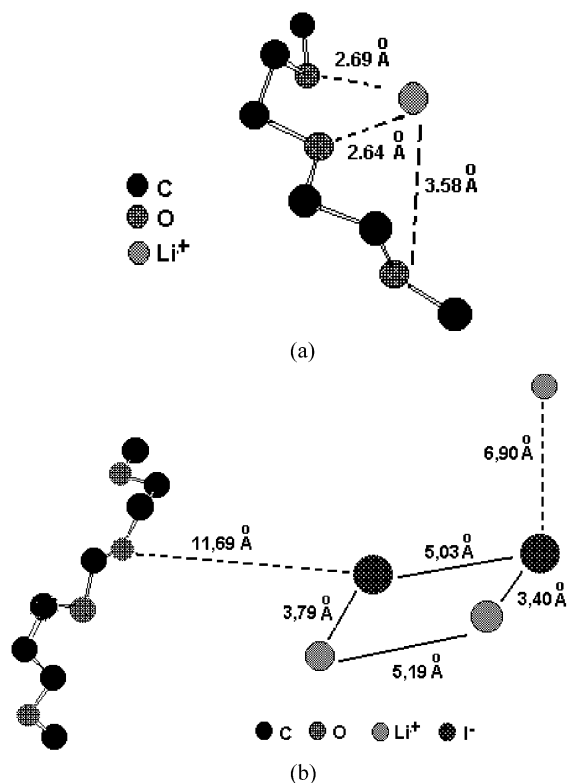 2.69 Å
2.64 Å
3.58 Å
C
O
Li+
(a)
6,90 Å
11,69 Å
5,03 Å
3,79 Å
3,40 Å
5,19 Å
C O Li+ I-
(b)